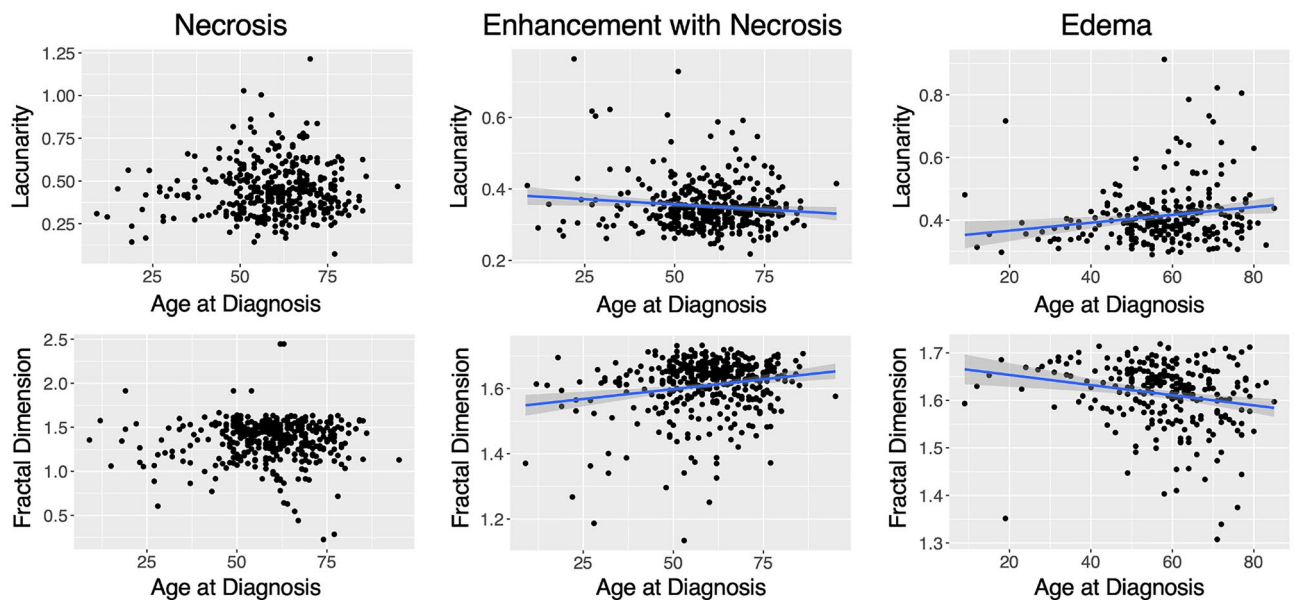 Necrosis
Enhancement with Necrosis
Edema
Lacunarity
1.25
1.00
0.75
0.50
0.25
25
50
75
Age at Diagnosis
Lacunarity
0.6
0.4
0.2
25
50
75
Age at Diagnosis
Lacunarity
0.8
0.6
0.4
20
40
60
80
Age at Diagnosis
Fractal Dimension
2.5
2.0
1.5
1.0
0.5
25
50
75
Age at Diagnosis
Fractal Dimension
1.6
1.4
1.2
25
50
75
Age at Diagnosis
Fractal Dimension
1.7
1.6
1.5
1.4
1.3
20
40
60
80
Age at Diagnosis